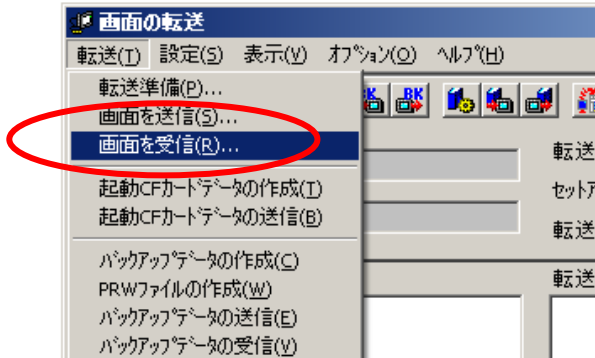 画面の転送
転送(T) 設定(S) 表示(V) ｵﾌﾟｼｮﾝ(O) ﾍﾙﾌﾟ(H)
転送準備(P)...
画面を送信(S)...
画面を受信(R)...
起動CFｶｰﾄﾞﾃﾞｰﾀの作成(T)
起動CFｶｰﾄﾞﾃﾞｰﾀの送信(B)
ﾊﾞｯｸｱｯﾌﾟﾃﾞｰﾀの作成(C)
PRWﾌｧｲﾙの作成(W)
ﾊﾞｯｸｱｯﾌﾟﾃﾞｰﾀの送信(E)
ﾊﾞｯｸｱｯﾌﾟﾃﾞｰﾀの受信(V)
BK
転送
ｾｯﾄｱ
転送
転送